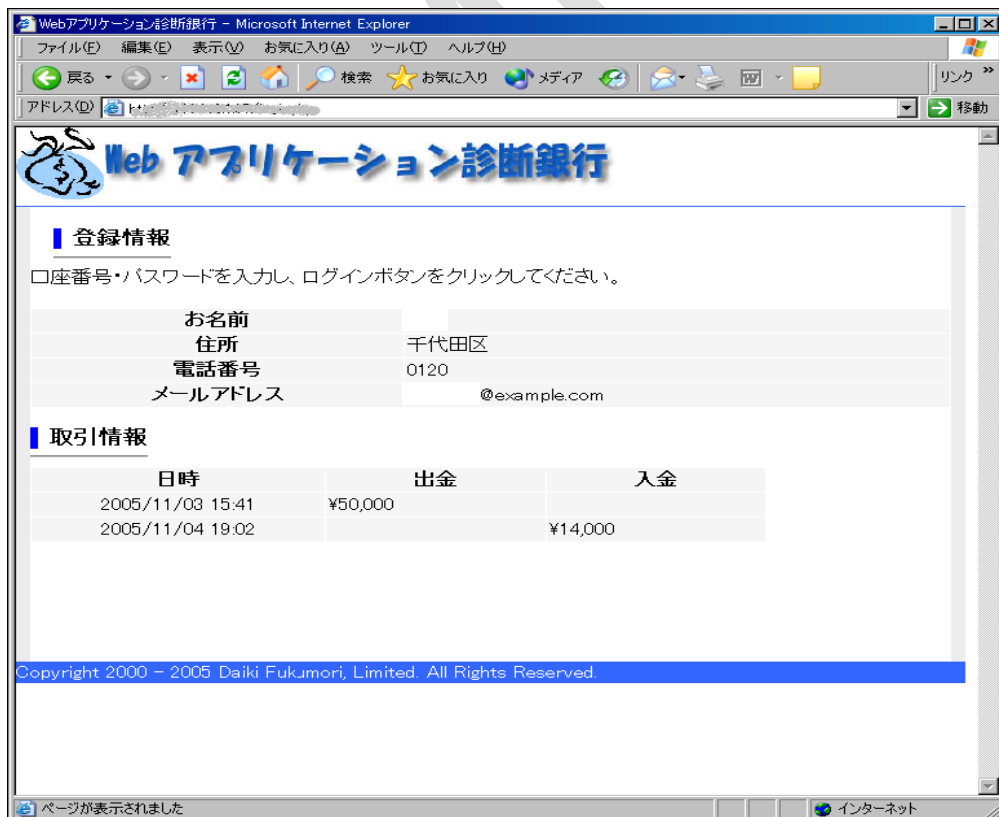 Webアプリケーション診断銀行 - Microsoft Internet Explorer
ファイル(F) 編集(E) 表示(V) お気に入り(A) ツール(T) ヘルプ(H)
戻る 検索 お気に入り メディア リンク »
アドレス(D) 移動
Web アプリケーション診断銀行
登録情報
口座番号・パスワードを入力し、ログインボタンをクリックしてください。
お名前
住所 千代田区
電話番号 0120
メールアドレス @example.com
取引情報
日時 出金 入金
2005/11/03 15:41 ¥50,000
2005/11/04 19:02 ¥14,000
Copyright 2000 - 2005 Daiki Fukumori, Limited. All Rights Reserved.
ページが表示されました インターネット